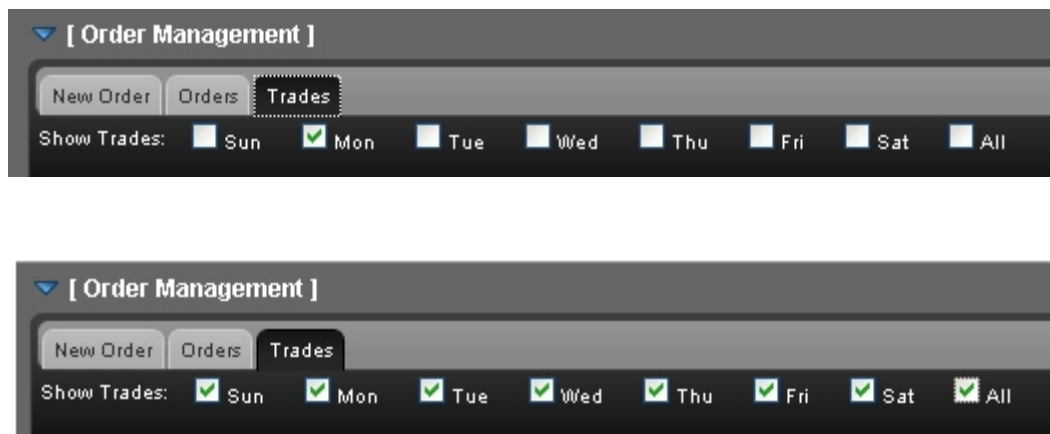 [ Order Management ]
New Order Orders Trades
Show Trades: Sun Mon Tue Wed Thu Fri Sat All
[ Order Management ]
New Order Orders Trades
Show Trades: Sun Mon Tue Wed Thu Fri Sat All